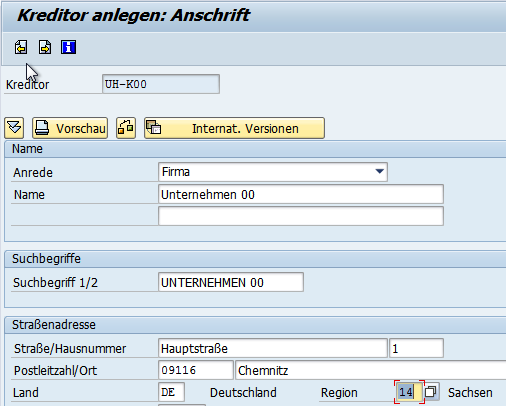 Kreditor anlegen: Anschrift
Kreditor UH-K00
Vorschau Internat. Versionen
Name
Anrede Firma
Name Unternehmen 00
Suchbegriffe
Suchbegriff 1/2 UNTERNEHMEN 00
Straßenadresse
Straße/Hausnummer Hauptstraße 1
Postleitzahl/Ort 09116 Chemnitz
Land DE Deutschland Region 14 Sachsen